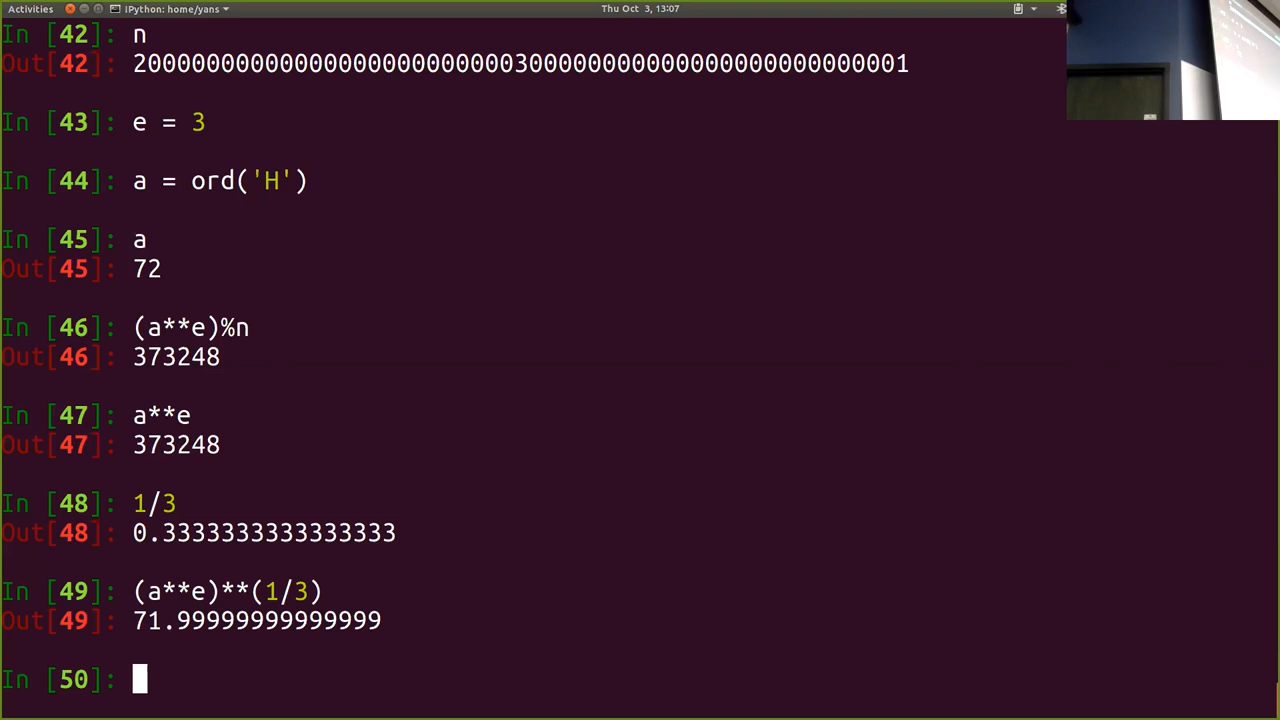 Activities IPython: home/yans Thu Oct 3, 13:07
In [42]: n
Out[42]: 20000000000000000000000000300000000000000000000000001
In [43]: e = 3
In [44]: a = ord('H')
In [45]: a
Out[45]: 72
In [46]: (a**e)%n
Out[46]: 373248
In [47]: a**e
Out[47]: 373248
In [48]: 1/3
Out[48]: 0.3333333333333333
In [49]: (a**e)**(1/3)
Out[49]: 71.99999999999999
In [50]: